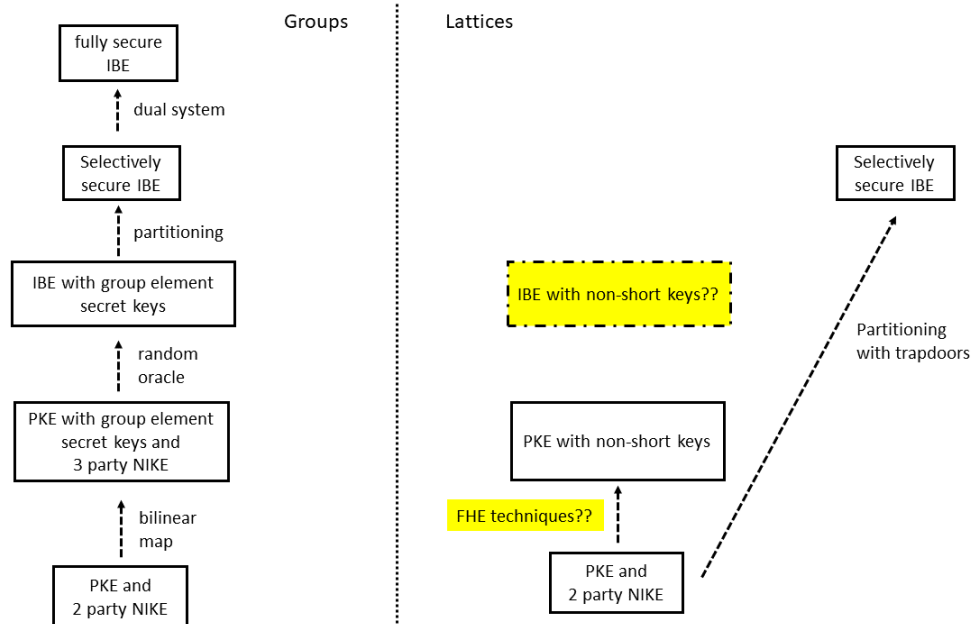 Groups
Lattices
fully secure
IBE
dual system
Selectively
secure IBE
partitioning
IBE with group element
secret keys
random
oracle
PKE with group element
secret keys and
3 party NIKE
bilinear
map
PKE and
2 party NIKE
Selectively
secure IBE
IBE with non-short keys??
Partitioning
with trapdoors
PKE with non-short keys
FHE techniques??
PKE and
2 party NIKE